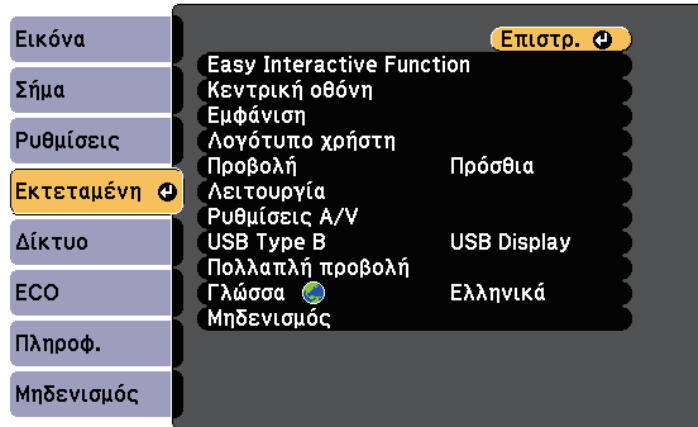 Εικόνα
Σήμα
Ρυθμίσεις
Εκτεταμένη
Δίκτυο
ECO
Πληροφ.
Μηδενισμός
Επιστρ.
Easy Interactive Function
Κεντρική οθόνη
Εμφάνιση
Λογότυπο χρήστη
Προβολή Πρόσθια
Λειτουργία
Ρυθμίσεις A/V
USB Type B USB Display
Πολλαπλή προβολή
Γλώσσα Ελληνικά
Μηδενισμός